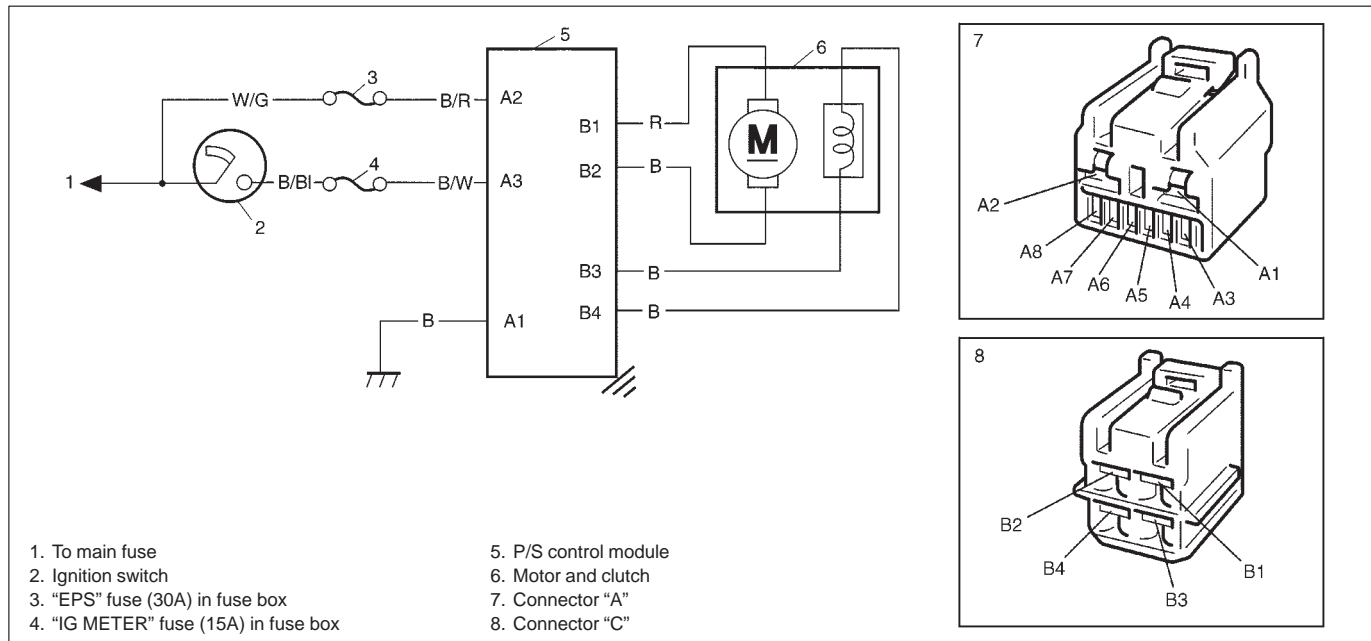 5
6
3
W/G
B/R
A2
B1
R
M
B2
B
4
1
B/Bl
B/W
A3
2
B3
B
B4
B
B
A1
7
A2
A8
A7
A6
A5
A4
A3
A1
8
B2
B4
B3
B1
1. To main fuse
2. Ignition switch
3. “EPS” fuse (30A) in fuse box
4. “IG METER” fuse (15A) in fuse box
5. P/S control module
6. Motor and clutch
7. Connector “A”
8. Connector “C”